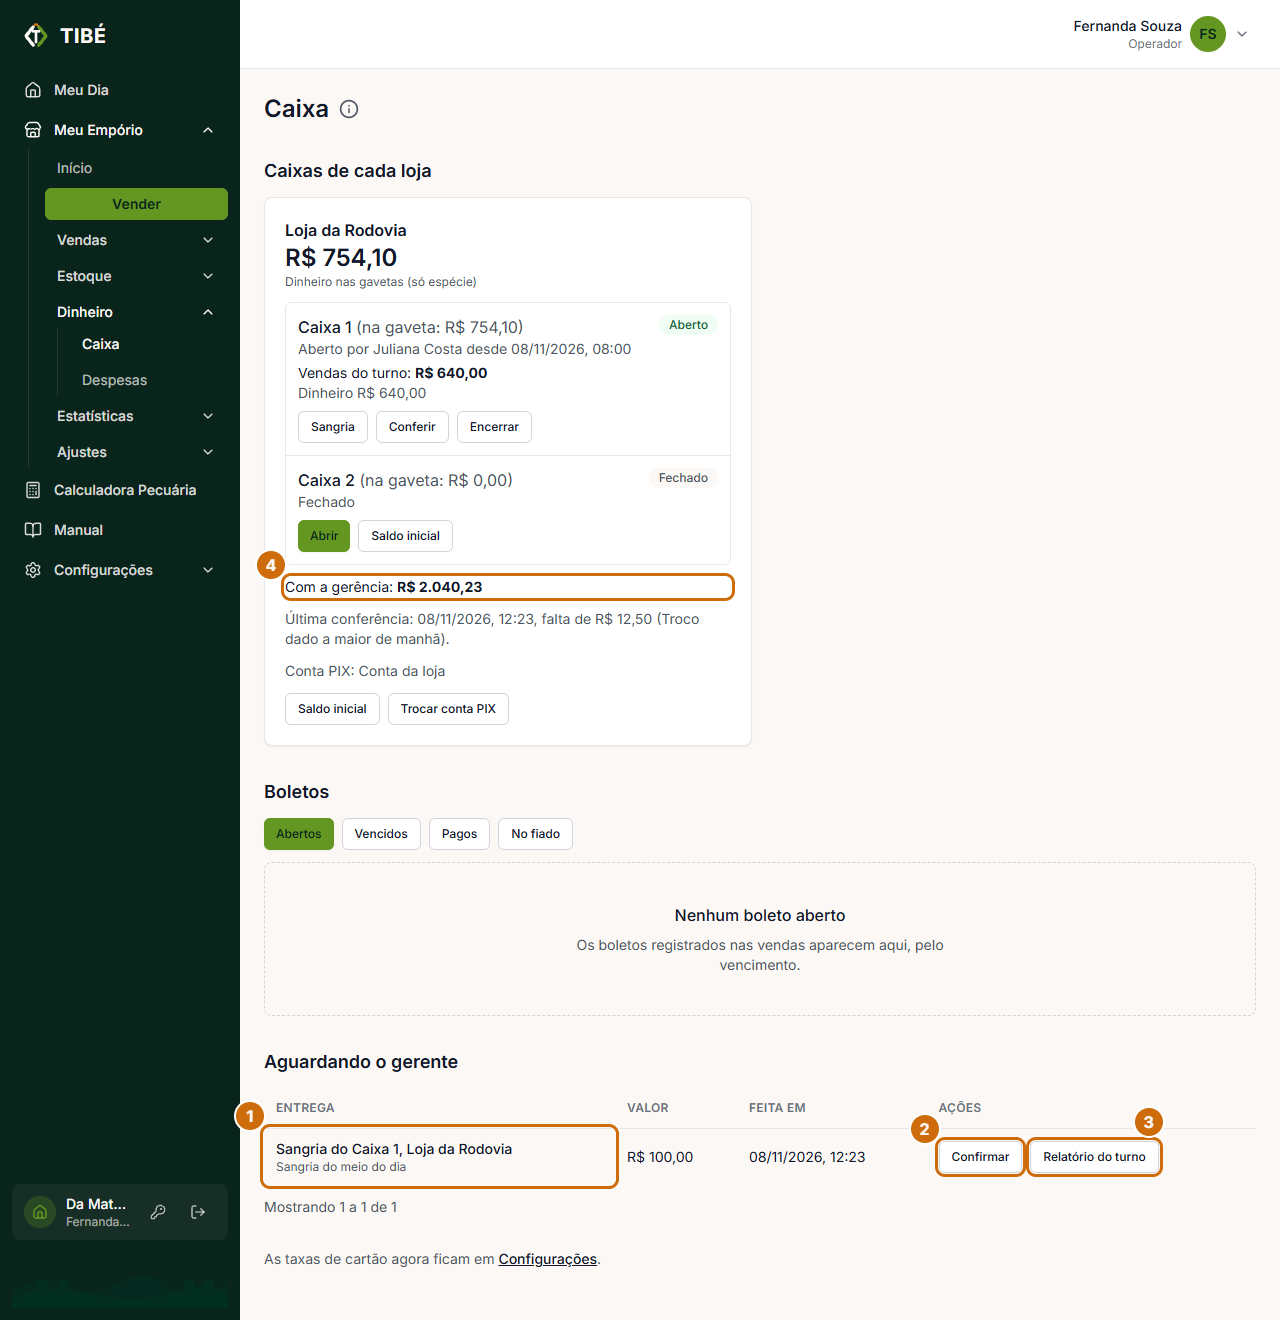 TIBÉ
Meu Dia
Meu Empório
Início
Vender
Vendas
Estoque
Dinheiro
Caixa
Despesas
Estatísticas
Ajustes
Calculadora Pecuária
Manual
Configurações
Da Mat...
Fernanda...
Fernanda Souza
Operador
FS
Caixa
Caixas de cada loja
Loja da Rodovia
R$ 754,10
Dinheiro nas gavetas (só espécie)
Caixa 1 (na gaveta: R$ 754,10)
Aberto
Aberto por Juliana Costa desde 08/11/2026, 08:00
Vendas do turno: R$ 640,00
Dinheiro R$ 640,00
Sangria Conferir Encerrar
Caixa 2 (na gaveta: R$ 0,00)
Fechado
Fechado
Abrir Saldo inicial
4
Com a gerência: R$ 2.040,23
Última conferência: 08/11/2026, 12:23, falta de R$ 12,50 (Troco
dado a maior de manhã).
Conta PIX: Conta da loja
Saldo inicial Trocar conta PIX
Boletos
Abertos Vencidos Pagos No fiado
Nenhum boleto aberto
Os boletos registrados nas vendas aparecem aqui, pelo
vencimento.
Aguardando o gerente
ENTREGA VALOR FEITA EM AÇÕES
1 2 3
Sangria do Caixa 1, Loja da Rodovia
Sangria do meio do dia
R$ 100,00 08/11/2026, 12:23 Confirmar Relatório do turno
Mostrando 1 a 1 de 1
As taxas de cartão agora ficam em Configurações.